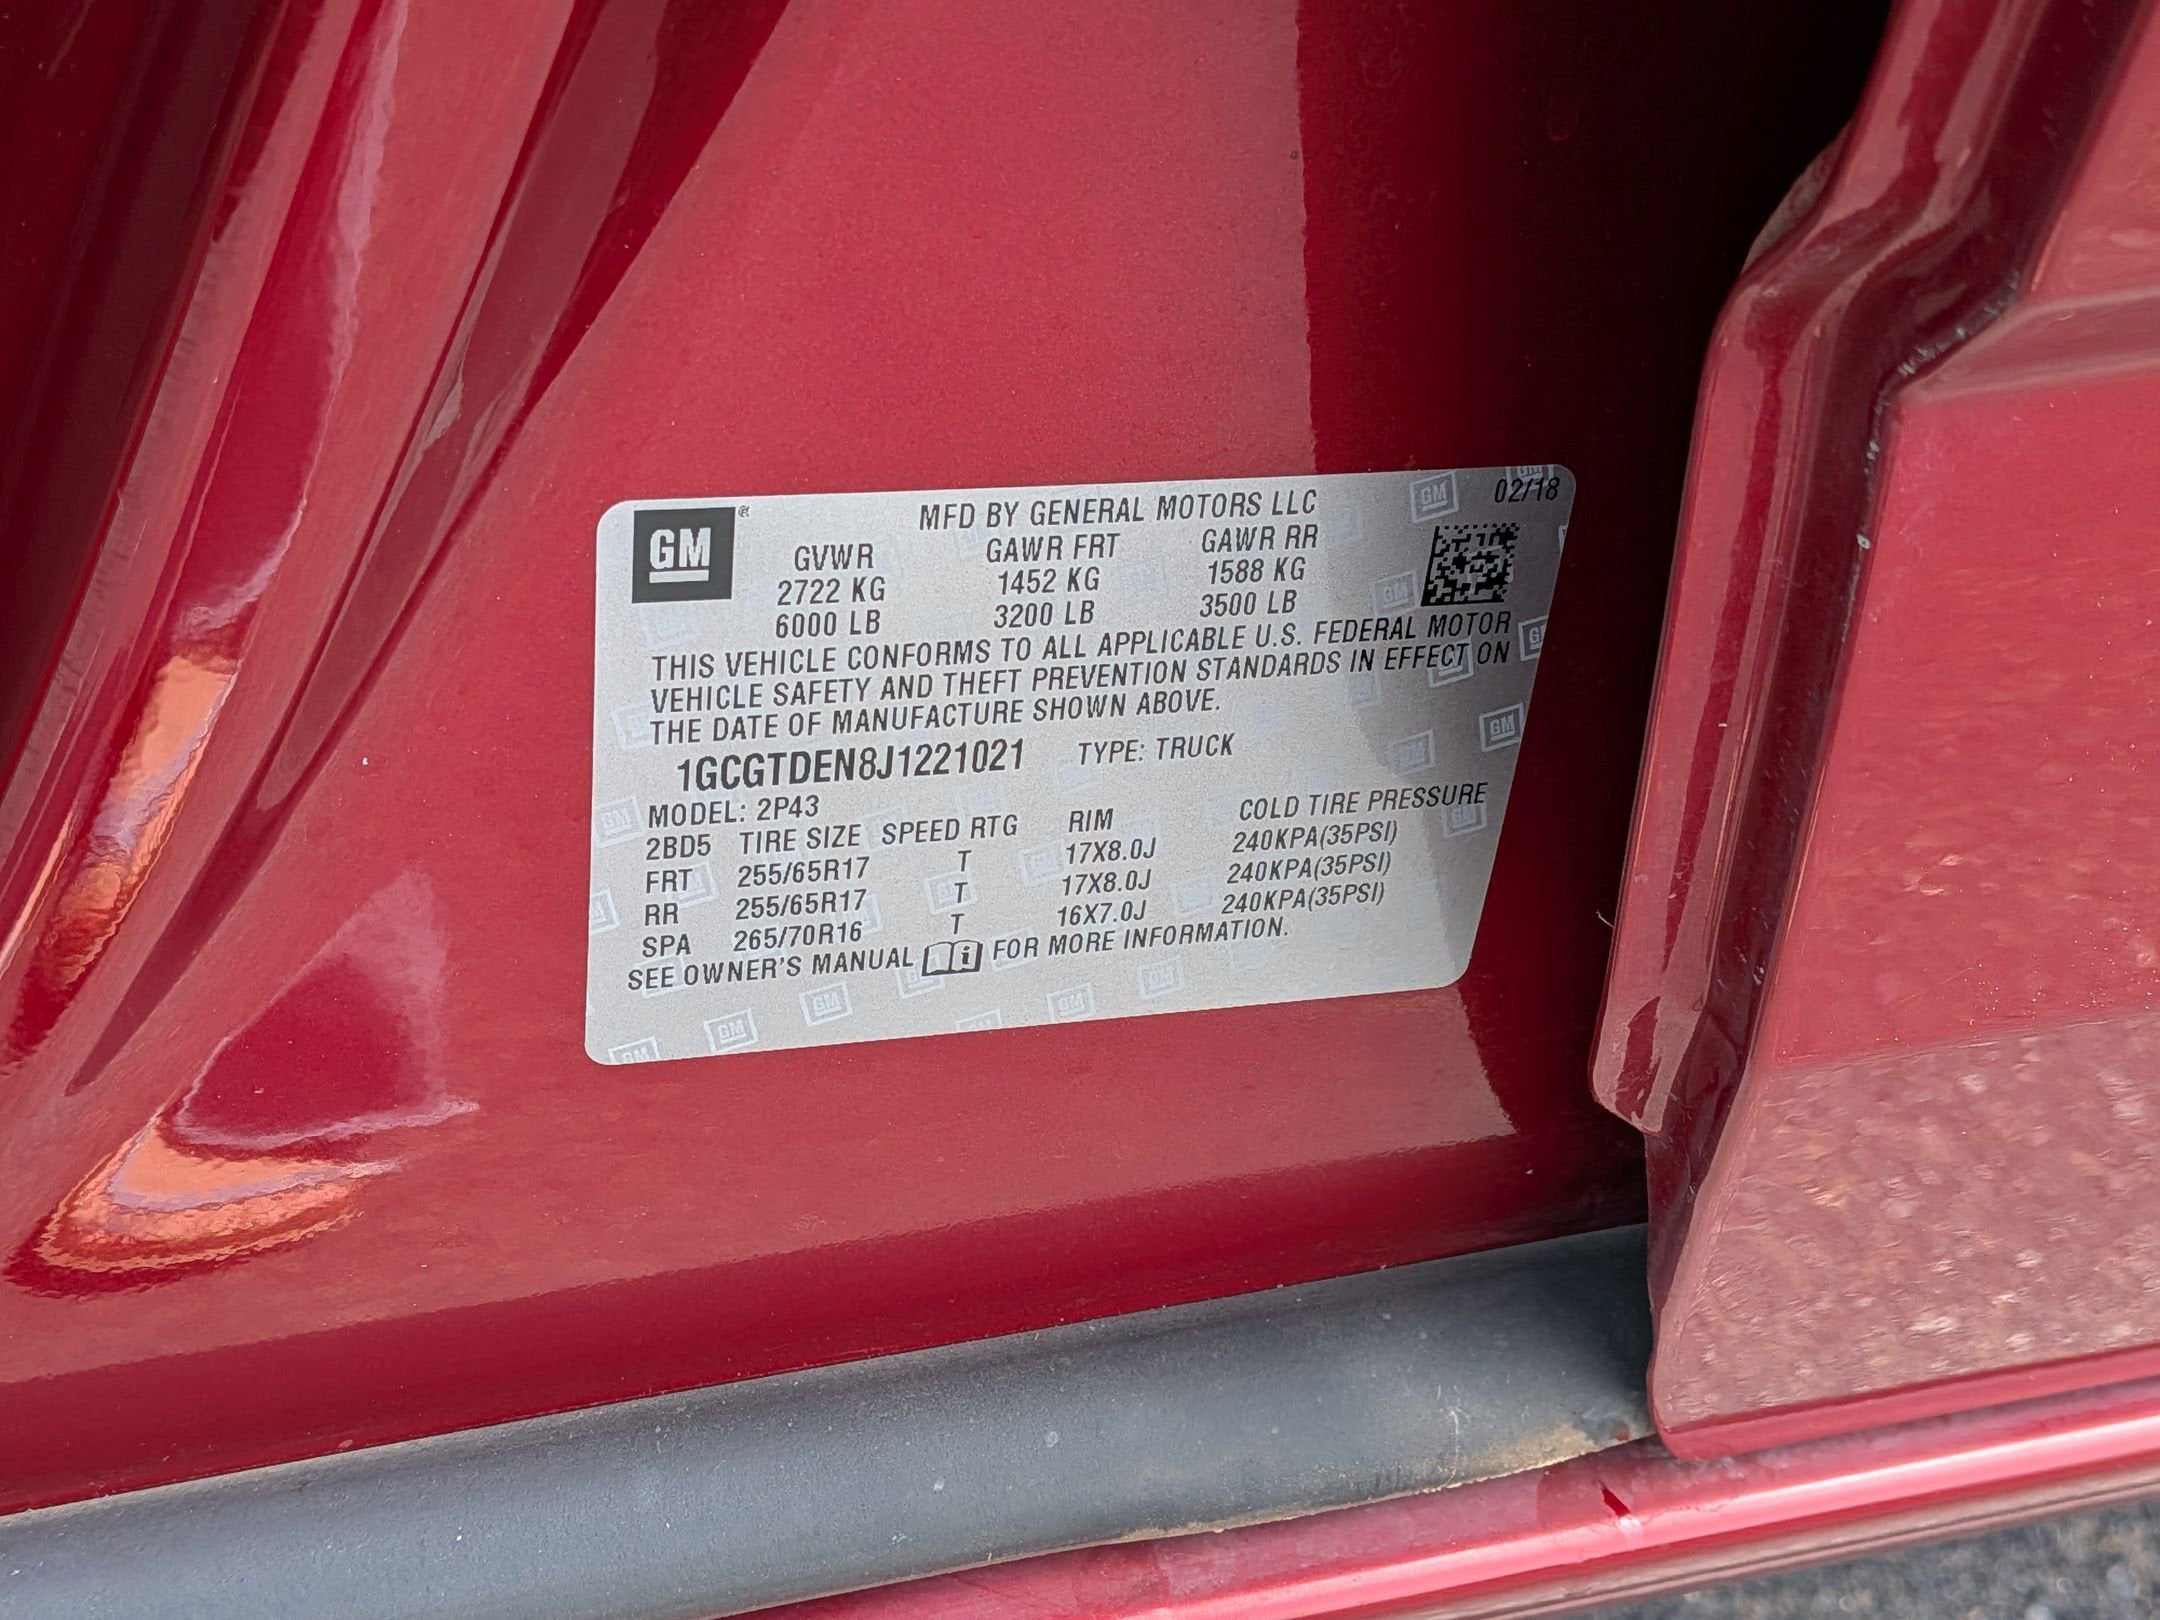 GM ® MFD BY GENERAL MOTORS LLC 02/18
GVWR GAWR FRT GAWR RR
2722 KG 1452 KG 1588 KG
6000 LB 3200 LB 3500 LB
THIS VEHICLE CONFORMS TO ALL APPLICABLE U.S. FEDERAL MOTOR
VEHICLE SAFETY AND THEFT PREVENTION STANDARDS IN EFFECT ON
THE DATE OF MANUFACTURE SHOWN ABOVE.
1GCGTDEN8J1221021 TYPE: TRUCK
MODEL: 2P43
2BD5 TIRE SIZE SPEED RTG RIM COLD TIRE PRESSURE
FRT 255/65R17 T 17X8.0J 240KPA(35PSI)
RR 255/65R17 T 17X8.0J 240KPA(35PSI)
SPA 265/70R16 T 16X7.0J 240KPA(35PSI)
SEE OWNER'S MANUAL i FOR MORE INFORMATION.